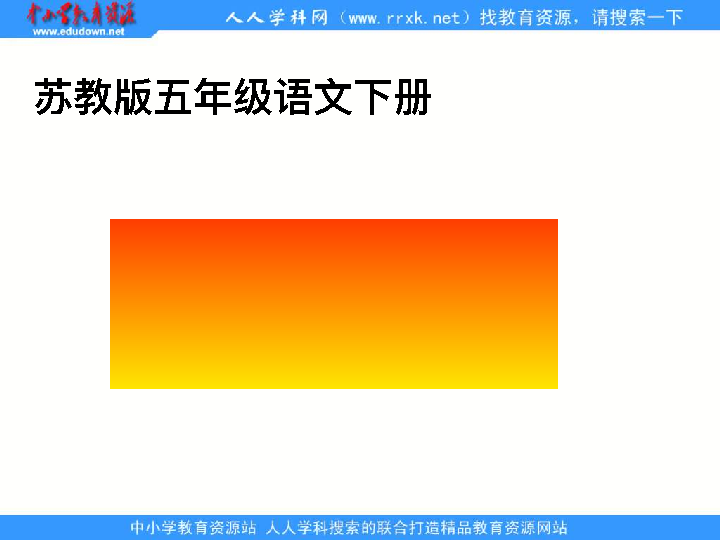 中小学教育资源
www.edudown.net
人人学科网（www.rrxk.net）找教育资源，请搜索一下
苏教版五年级语文下册
中小学教育资源站 人人学科搜索的联合打造精品教育资源网站